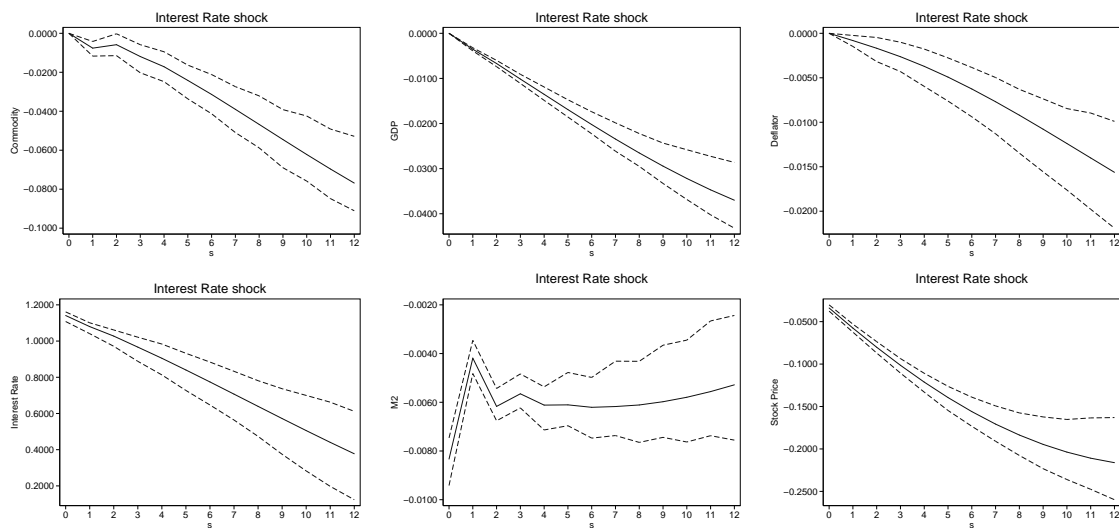 Interest Rate shock
Commodity
0.0000
−0.0200
−0.0400
−0.0600
−0.0800
−0.1000
0 1 2 3 4 5 6 7 8 9 10 11 12
s
Interest Rate shock
GDP
0.0000
−0.0100
−0.0200
−0.0300
−0.0400
0 1 2 3 4 5 6 7 8 9 10 11 12
s
Interest Rate shock
Deflator
0.0000
−0.0050
−0.0100
−0.0150
−0.0200
0 1 2 3 4 5 6 7 8 9 10 11 12
s
Interest Rate shock
Interest Rate
1.2000
1.0000
0.8000
0.6000
0.4000
0.2000
0 1 2 3 4 5 6 7 8 9 10 11 12
s
Interest Rate shock
M2
−0.0020
−0.0040
−0.0060
−0.0080
−0.0100
0 1 2 3 4 5 6 7 8 9 10 11 12
s
Interest Rate shock
Stock Price
−0.0500
−0.1000
−0.1500
−0.2000
−0.2500
0 1 2 3 4 5 6 7 8 9 10 11 12
s